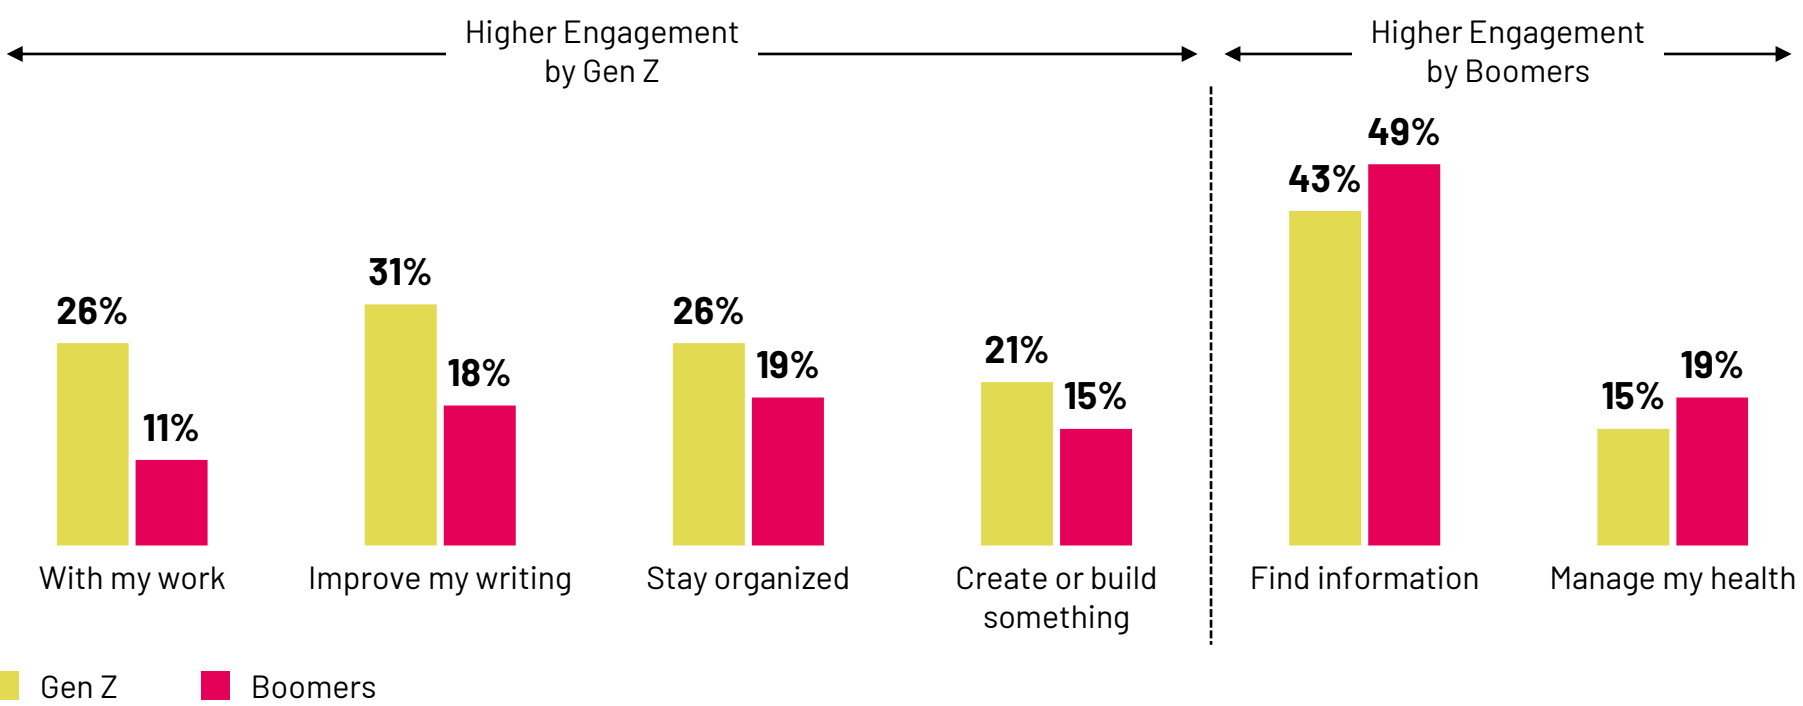 Higher Engagement
by Gen Z
Higher Engagement
by Boomers
26%
11%
31%
18%
26%
19%
21%
15%
43%
49%
15%
19%
With my work
Improve my writing
Stay organized
Create or build
something
Find information
Manage my health
Gen Z
Boomers